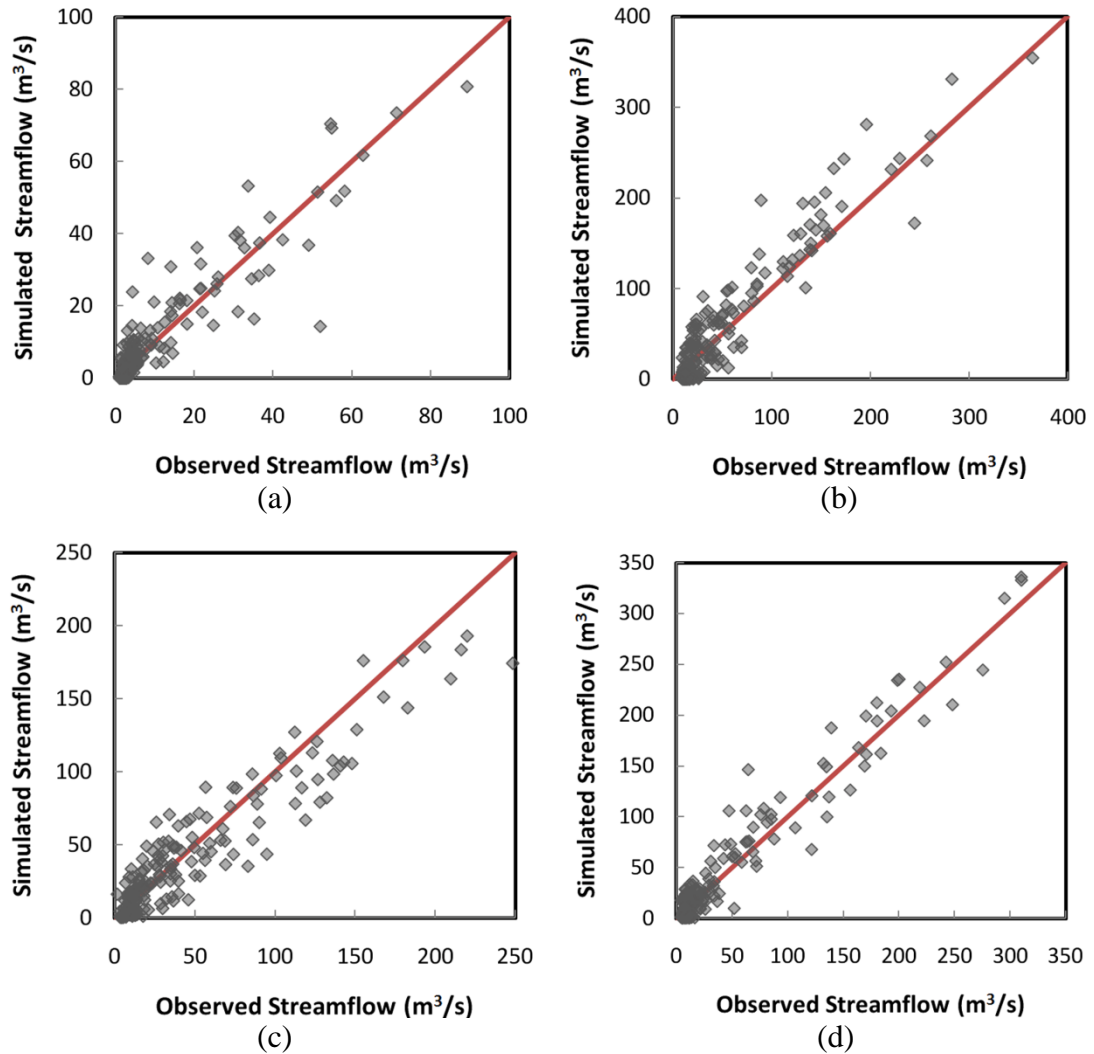 Simulated Streamflow (m³/s)
100
80
60
40
20
0
0 20 40 60 80 100
Observed Streamflow (m³/s)
(a)
Simulated Streamflow (m³/s)
400
300
200
100
0
0 100 200 300 400
Observed Streamflow (m³/s)
(b)
Simulated Streamflow (m³/s)
250
200
150
100
50
0
0 50 100 150 200 250
Observed Streamflow (m³/s)
(c)
Simulated Streamflow (m³/s)
350
300
250
200
150
100
50
0
0 50 100 150 200 250 300 350
Observed Streamflow (m³/s)
(d)